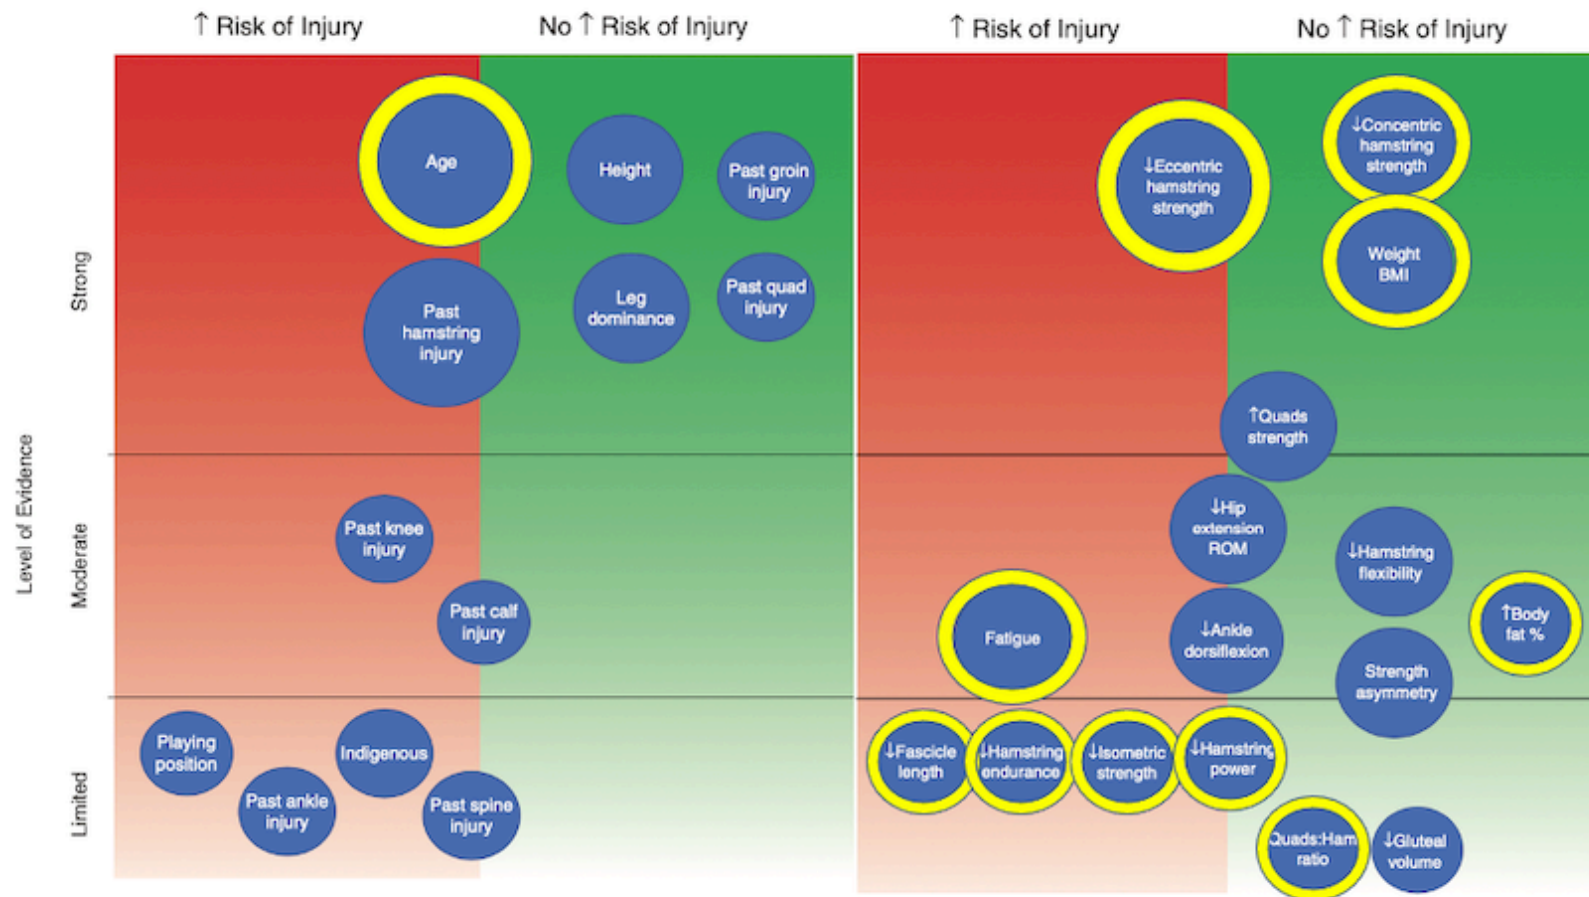 ↑ Risk of Injury
No ↑ Risk of Injury
↑ Risk of Injury
No ↑ Risk of Injury
Level of Evidence
Strong
Moderate
Limited
Age
Height
Past groin
injury
Past
hamstring
injury
Leg
dominance
Past quad
injury
Past knee
injury
Past calf
injury
Playing
position
Indigenous
Past ankle
injury
Past spine
injury
↓Eccentric
hamstring
strength
↓Concentric
hamstring
strength
Weight
BMI
↑Quads
strength
↓Hip
extension
ROM
↓Hamstring
flexibility
Fatigue
↓Ankle
dorsiflexion
↑Body
fat %
Strength
asymmetry
↓Fascicle
length
↓Hamstring
endurance
↓Isometric
strength
↓Hamstring
power
Quads:Ham
ratio
↓Gluteal
volume